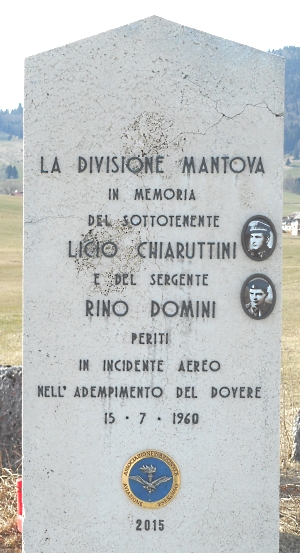 LA DIVISIONE MANTOVA
IN MEMORIA
DEL SOTTOTENENTE
LICIO CHIARUTTINI
E DEL SERGENTE
RINO DOMINI
PERITI
IN INCIDENTE AEREO
NELL' ADEMPIMENTO DEL DOVERE
15 · 7 · 1960
2015